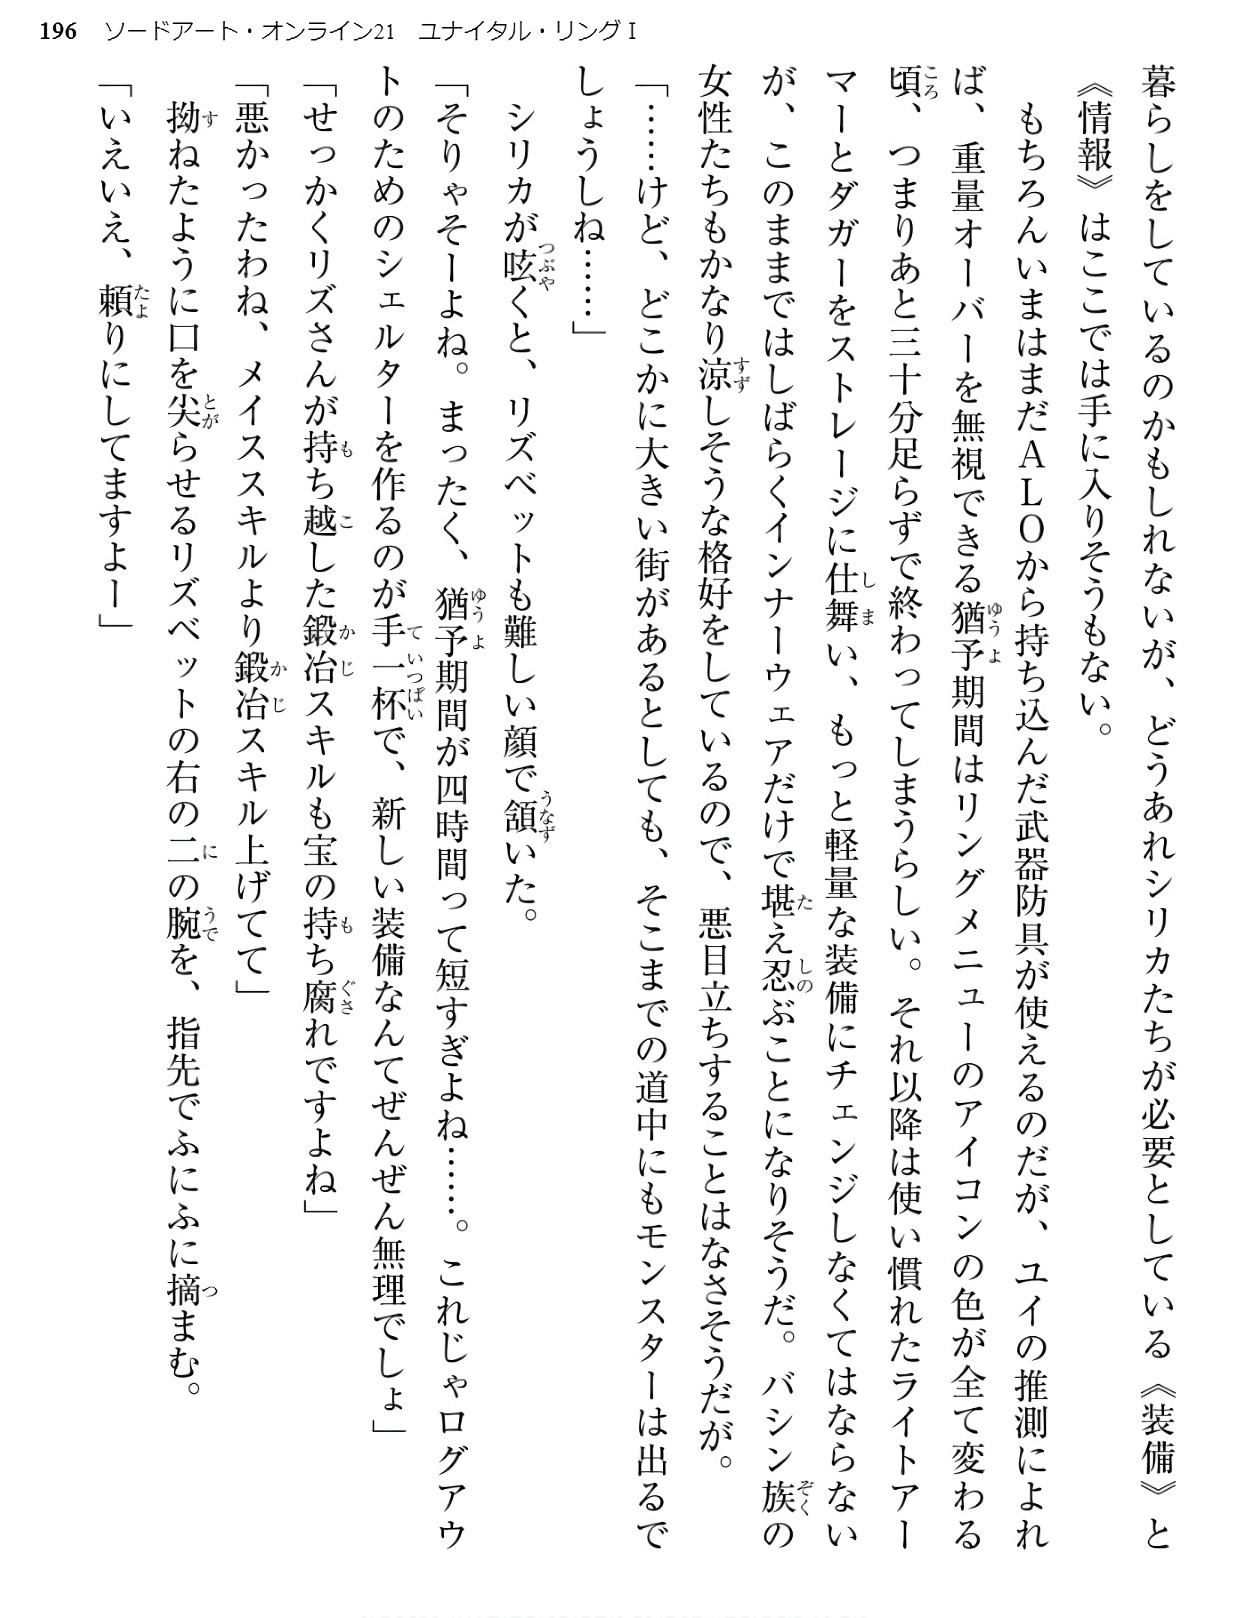 196 ソードアート・オンライン21 ユナイタル・リングⅠ
暮らしをしているのかもしれないが、どうあれシリカたちが必要としている《装備》と
《情報》はここでは手に入りそうもない。
もちろんいまはまだＡＬＯから持ち込んだ武器防具が使えるのだが、ユイの推測によれ
ば、重量オーバーを無視できる猶予期間はリングメニューのアイコンの色が全て変わる
頃、つまりあと三十分足らずで終わってしまうらしい。それ以降は使い慣れたライトアー
マーとダガーをストレージに仕舞い、もっと軽量な装備にチェンジしなくてはならない
が、このままではしばらくインナーウェアだけで堪え忍ぶことになりそうだ。バシン族の
女性たちもかなり涼しそうな格好をしているので、悪目立ちすることはなさそうだが。
「……けど、どこかに大きい街があるとしても、そこまでの道中にもモンスターは出るで
しょうしね……」
シリカが呟くと、リズベットも難しい顔で頷いた。
「そりゃそーよね。まったく、猶予期間が四時間って短すぎよね……。これじゃログアウ
トのためのシェルターを作るのが手一杯で、新しい装備なんてぜんぜん無理でしょ」
「せっかくリズさんが持ち越した鍛冶スキルも宝の持ち腐れですよね」
「悪かったわね、メイススキルより鍛冶スキル上げてて」
拗ねたように口を尖らせるリズベットの右の二の腕を、指先でふにふに摘まむ。
「いえいえ、頼りにしてますよー」